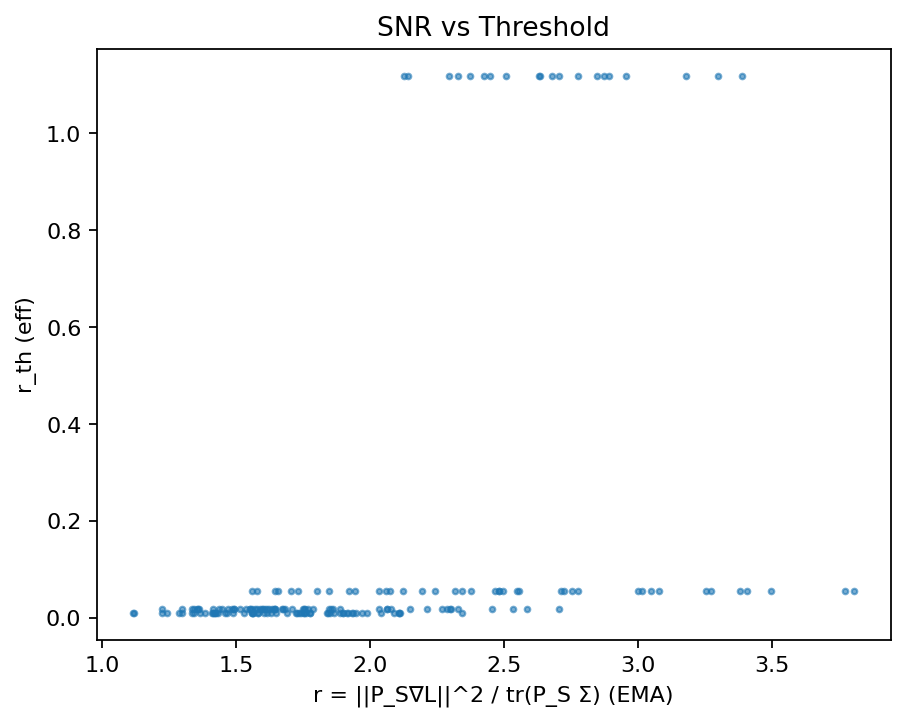 SNR vs Threshold
1.0
0.8
0.6
0.4
0.2
0.0
r_th (eff)
1.0 1.5 2.0 2.5 3.0 3.5
r = ||P_S∇L||^2 / tr(P_S Σ) (EMA)